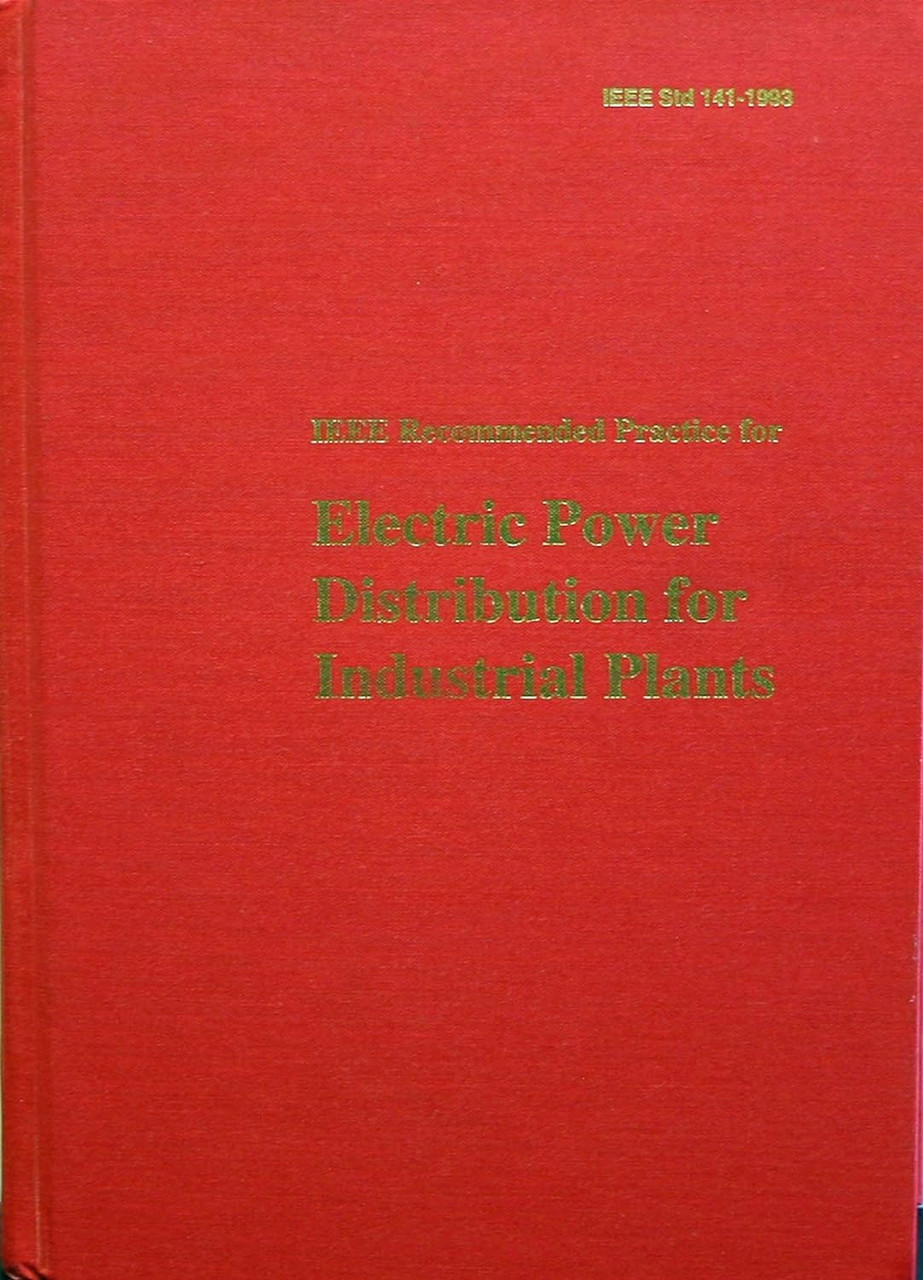 IEEE Std 141-1993
IEEE Recommended Practice for
Electric Power
Distribution for
Industrial Plants